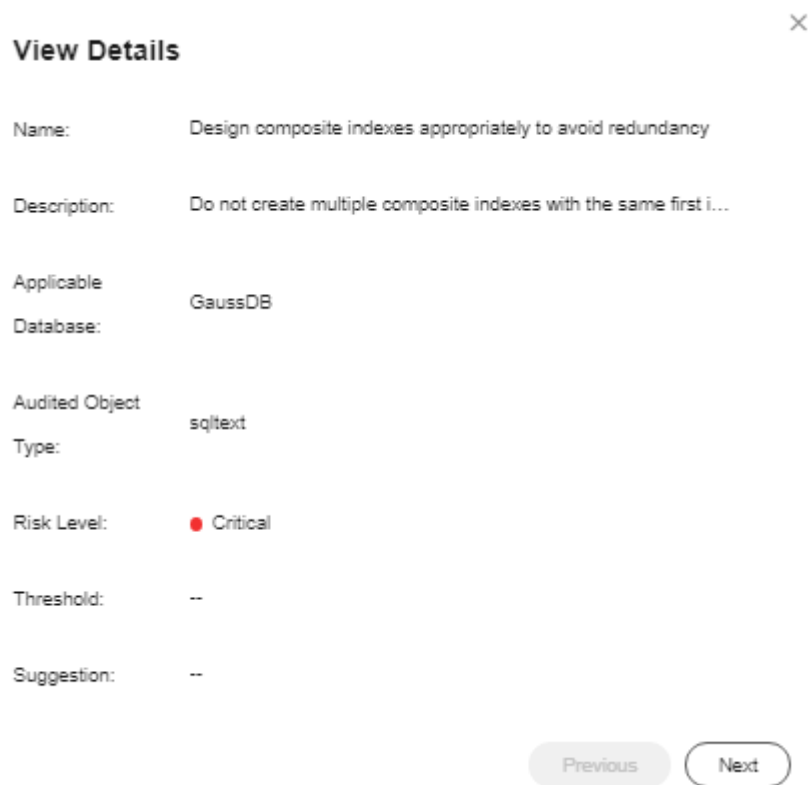 View Details
Name: Design composite indexes appropriately to avoid redundancy
Description: Do not create multiple composite indexes with the same first i...
Applicable
Database:
GaussDB
Audited Object
Type:
sqltext
Risk Level: Critical
Threshold: --
Suggestion: --
Previous Next